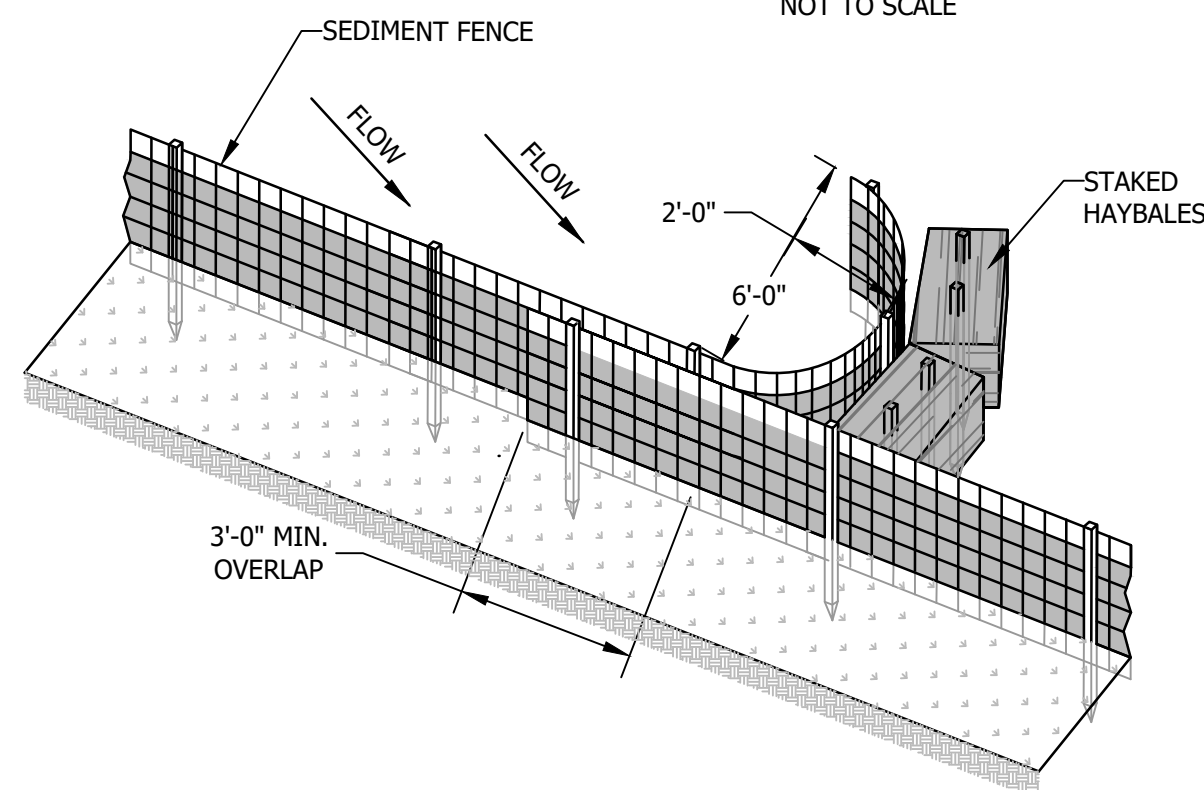 NOT TO SCALE
SEDIMENT FENCE
FLOW
FLOW
2'-0"
STAKED
HAYBALES
6'-0"
3'-0" MIN.
OVERLAP